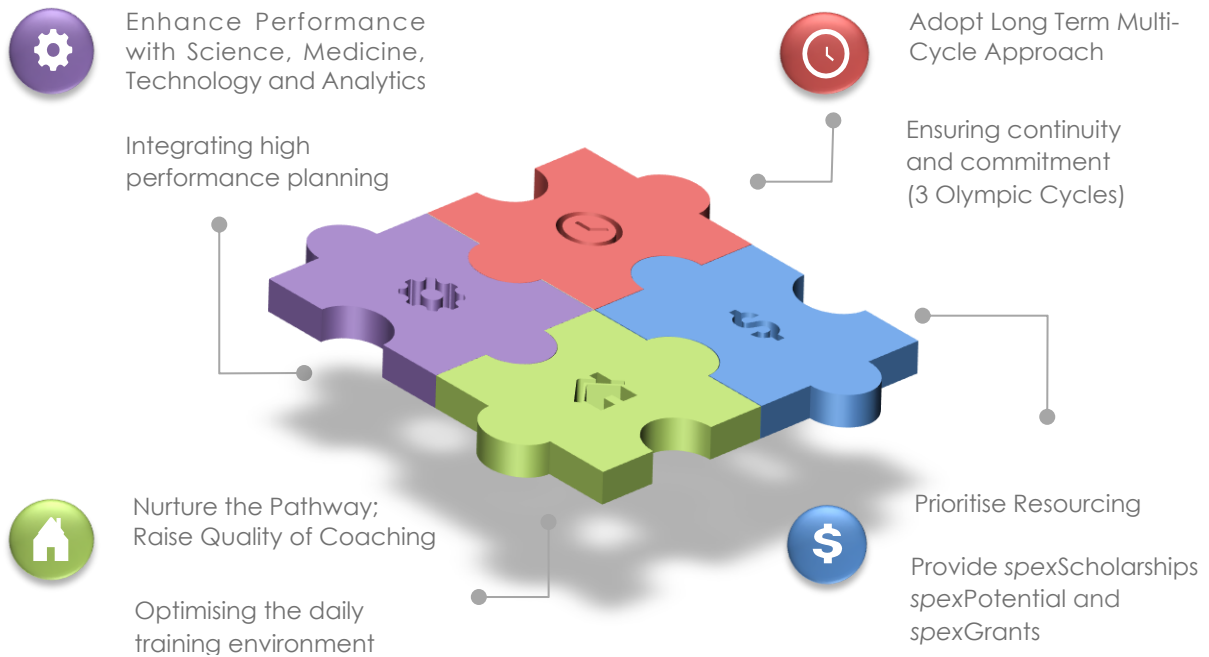 Enhance Performance
with Science, Medicine,
Technology and Analytics
Integrating high
performance planning
Adopt Long Term Multi-
Cycle Approach
Ensuring continuity
and commitment
(3 Olympic Cycles)
Nurture the Pathway;
Raise Quality of Coaching
Optimising the daily
training environment
$
Prioritise Resourcing
Provide spexScholarships
spexPotential and
spexGrants